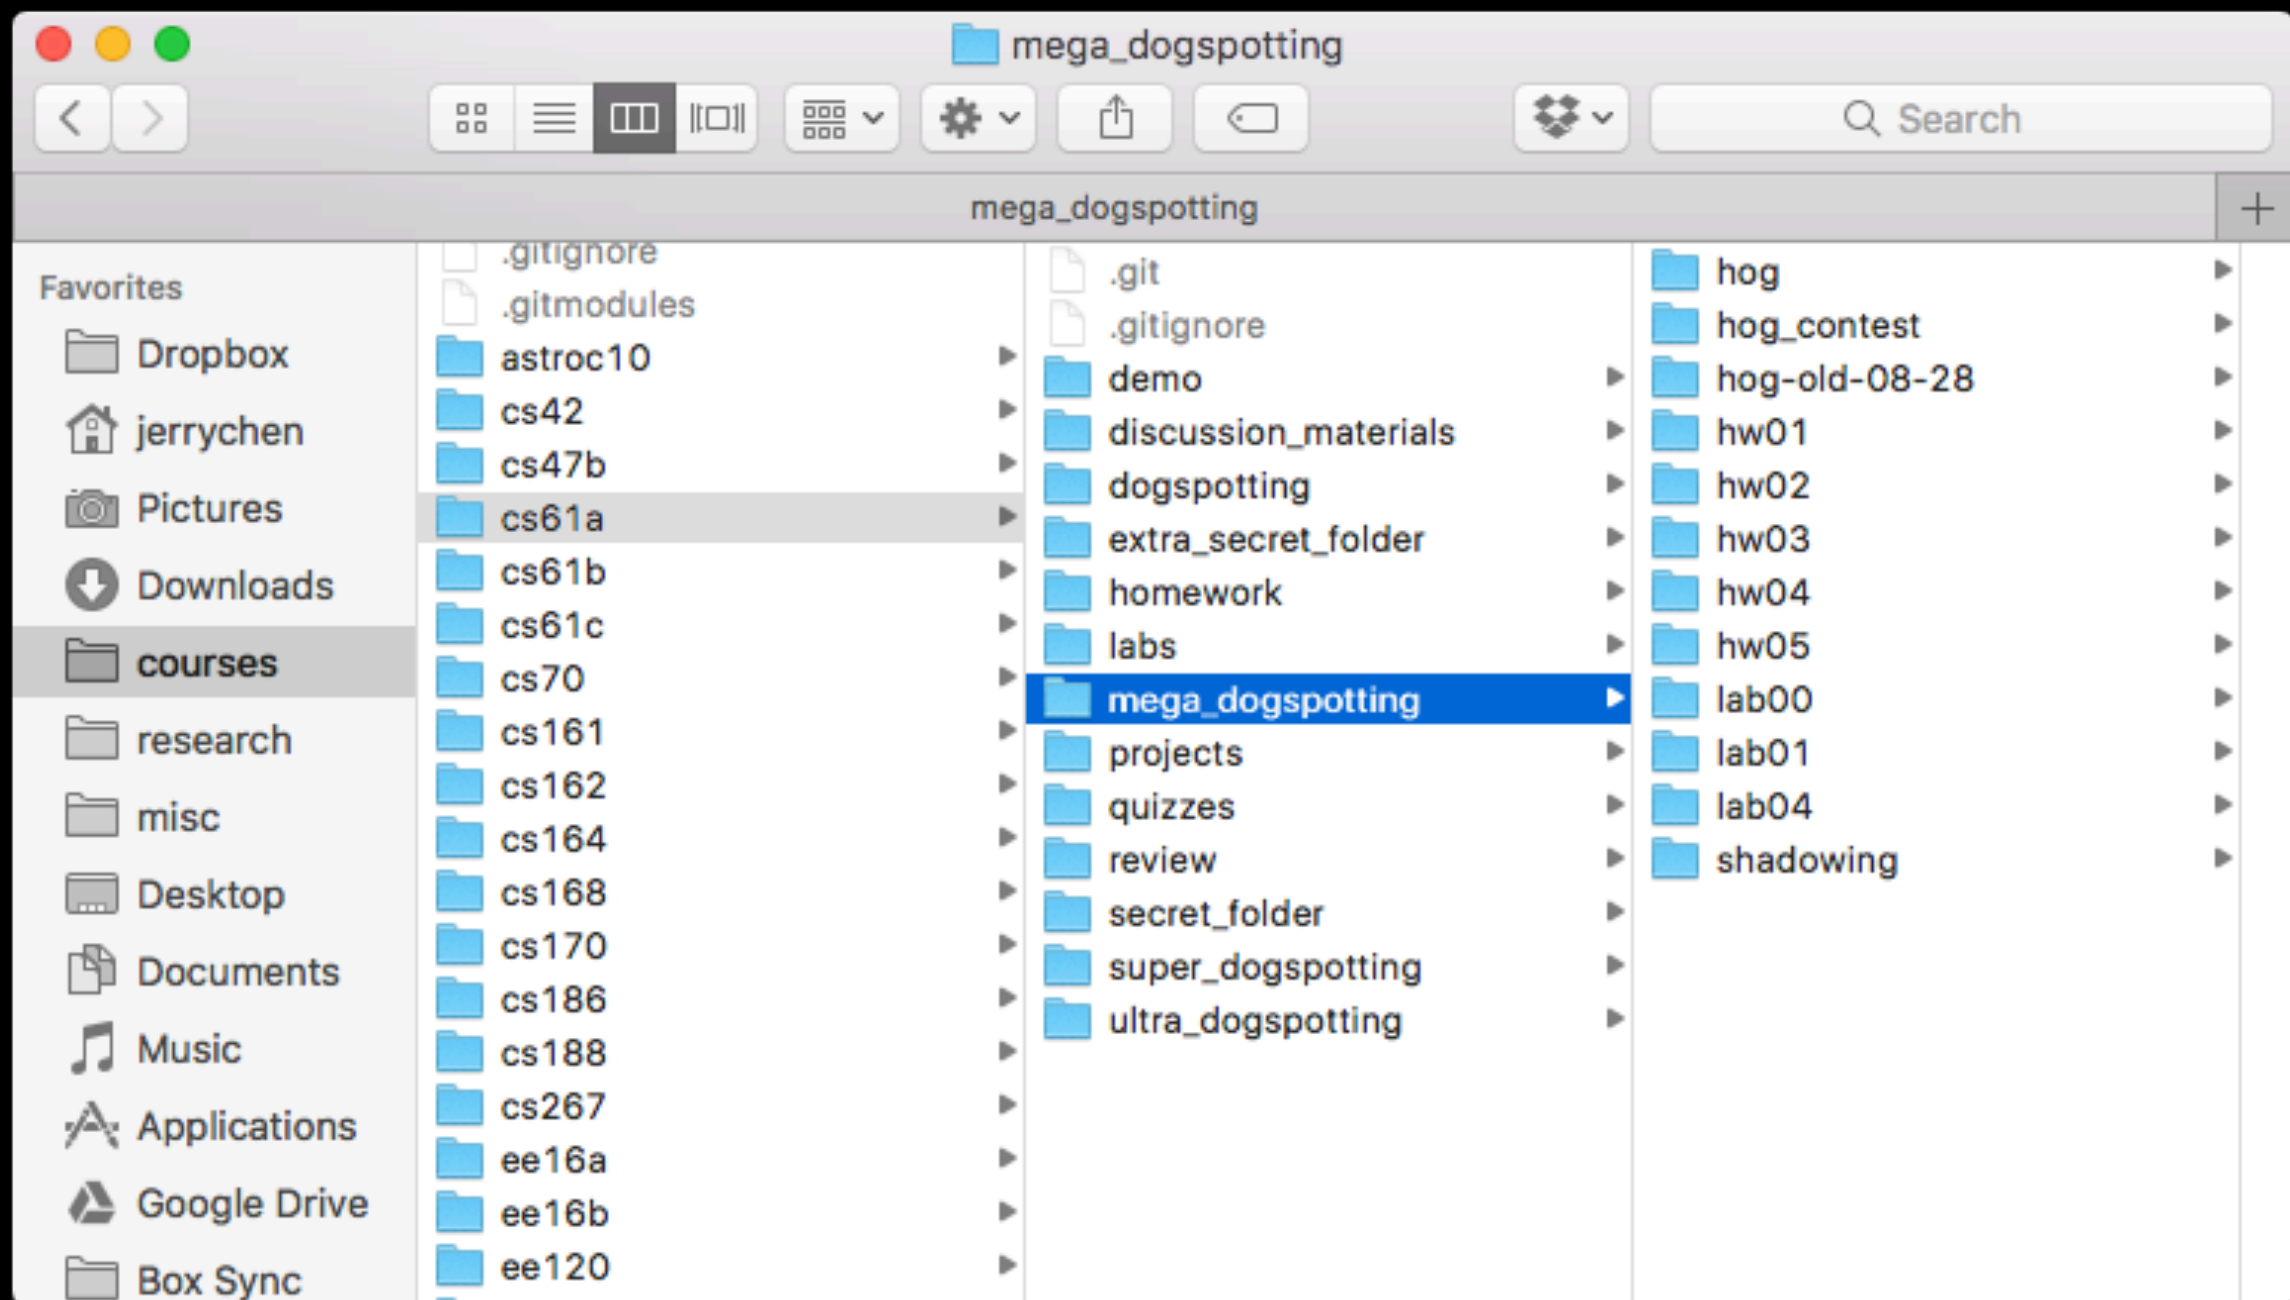 mega_dogspotting
Search
mega_dogspotting
Favorites
Dropbox
jerrychen
Pictures
Downloads
courses
research
misc
Desktop
Documents
Music
Applications
Google Drive
Box Sync
.gitignore
.gitmodules
astroc10
cs42
cs47b
cs61a
cs61b
cs61c
cs70
cs161
cs162
cs164
cs168
cs170
cs186
cs188
cs267
ee16a
ee16b
ee120
.git
.gitignore
demo
discussion_materials
dogspotting
extra_secret_folder
homework
labs
mega_dogspotting
projects
quizzes
review
secret_folder
super_dogspotting
ultra_dogspotting
hog
hog_contest
hog-old-08-28
hw01
hw02
hw03
hw04
hw05
lab00
lab01
lab04
shadowing